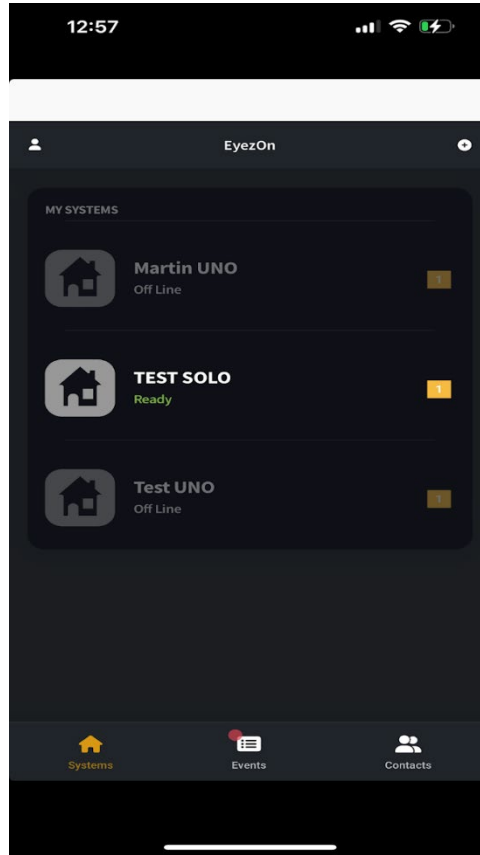 12:57
EyezOn
MY SYSTEMS
Martin UNO
Off Line
1
TEST SOLO
Ready
1
Test UNO
Off Line
1
Systems
Events
Contacts